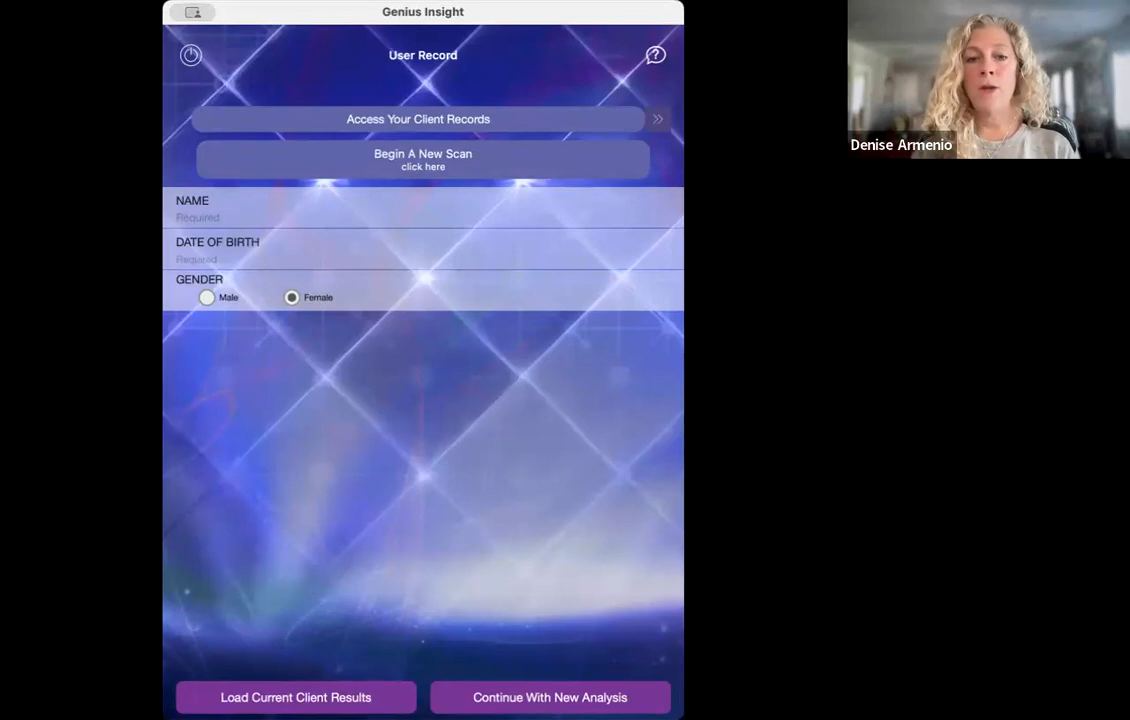 Genius Insight
User Record
Access Your Client Records
Begin A New Scan
click here
NAME
Required
DATE OF BIRTH
Required
GENDER
Male Female
Load Current Client Results
Continue With New Analysis
Denise Armenio